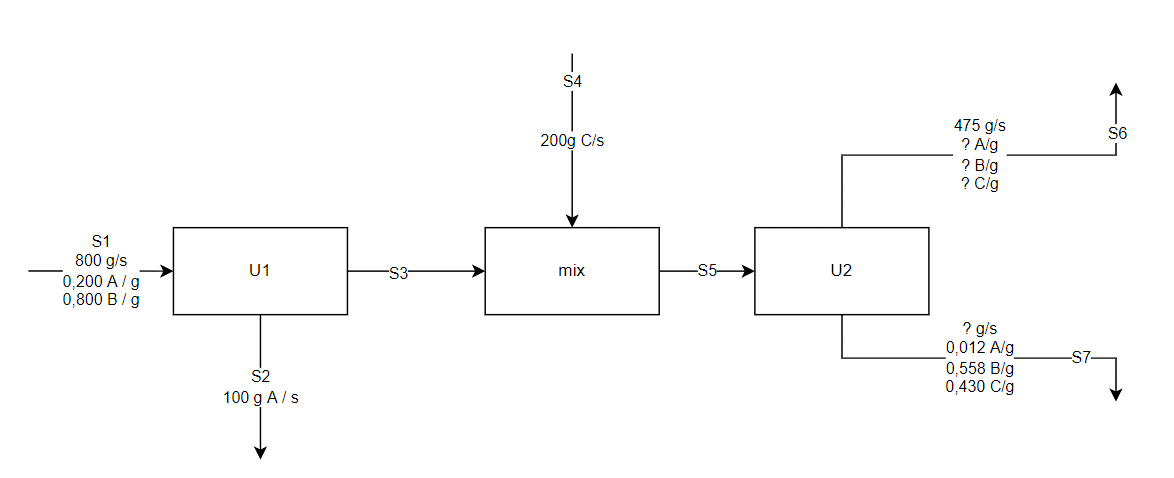 S4
200g C/s
475 g/s
? A/g
? B/g
? C/g
S6
S1
800 g/s
0,200 A / g
0,800 B / g
U1
S3
mix
S5
U2
S2
100 g A / s
? g/s
0,012 A/g
0,558 B/g
0,430 C/g
S7